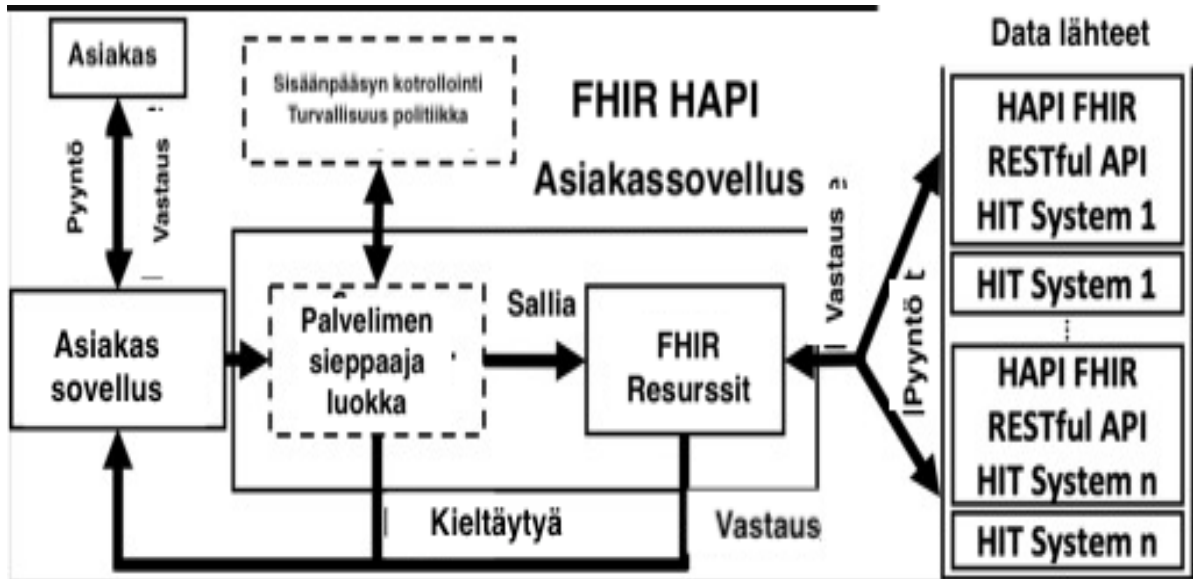 Asiakas
Pyyntö
Vastaus
Sisäänpääsyn kotrollointi
Turvallisuus politiikka
FHIR HAPI
Asiakassovellus
Asiakas
sovellus
Palvelimen
sieppaaja
luokka
Sallia
FHIR
Resurssit
Kieltäytyä
Vastaus
Vastaus
Pyyntö
Data lähteet
HAPI FHIR
RESTful API
HIT System 1
HIT System 1
HAPI FHIR
RESTful API
HIT System n
HIT System n